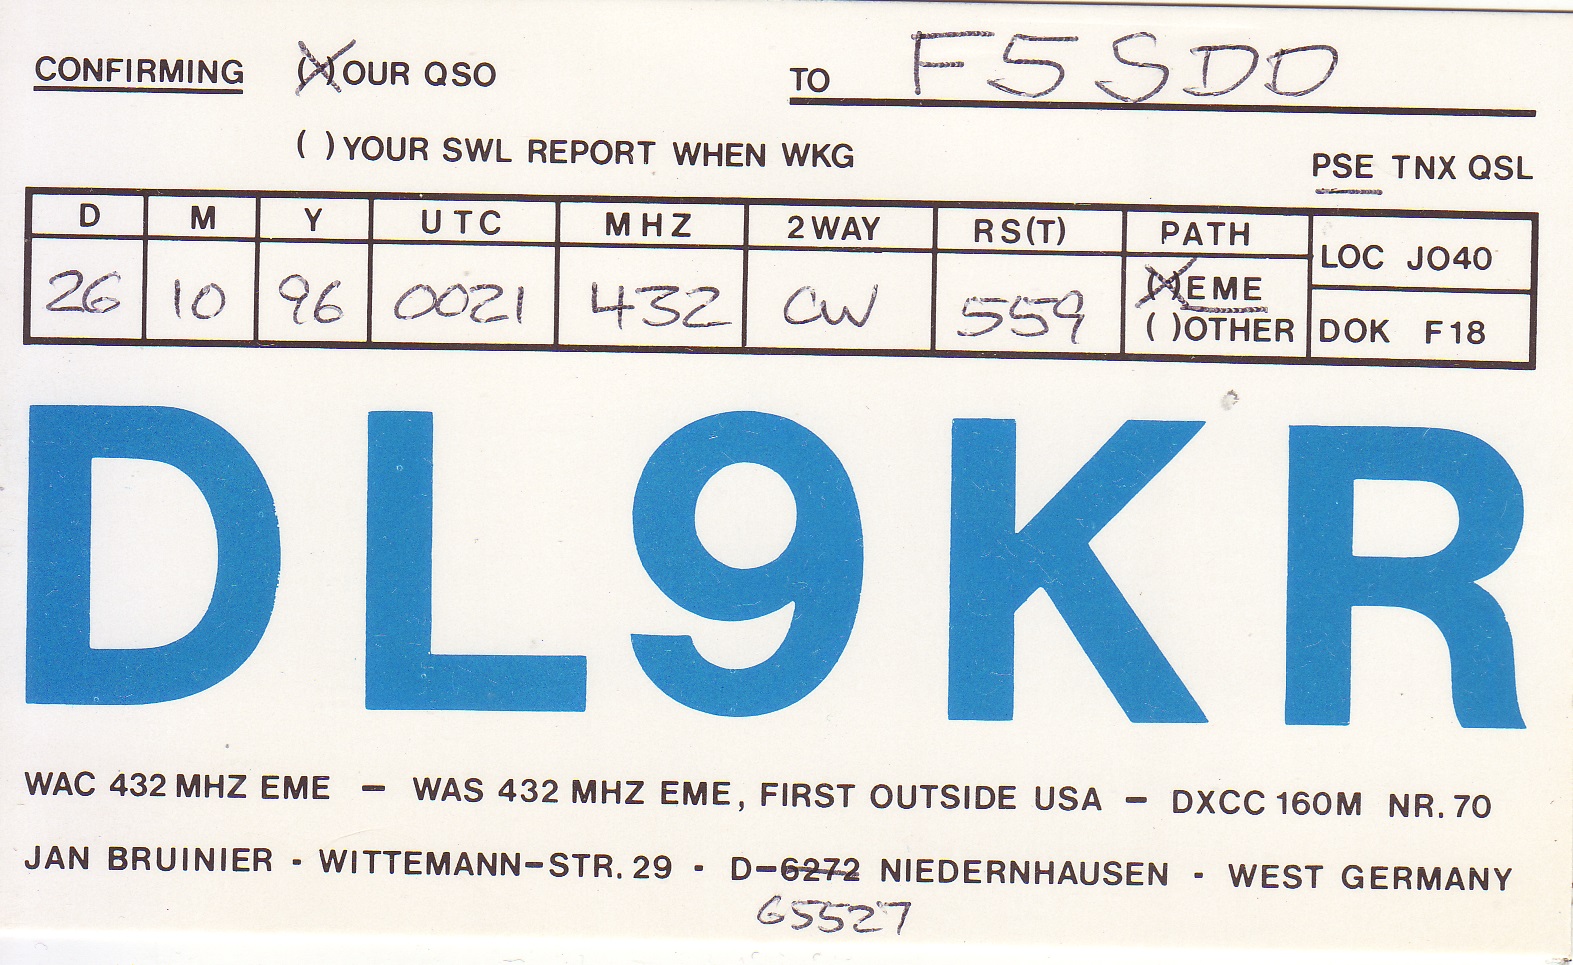 CONFIRMING (X)OUR QSO TO F5SDD
( ) YOUR SWL REPORT WHEN WKG
PSE TNX QSL
D M Y UTC MHZ 2WAY RS(T) PATH LOC JO40
26 10 96 0021 432 CW 559 (X)EME
( )OTHER DOK F18
DL9KR
WAC 432 MHZ EME – WAS 432 MHZ EME, FIRST OUTSIDE USA – DXCC 160M NR. 70
JAN BRUINIER · WITTEMANN–STR. 29 · D–6272 NIEDERNHAUSEN · WEST GERMANY
65527